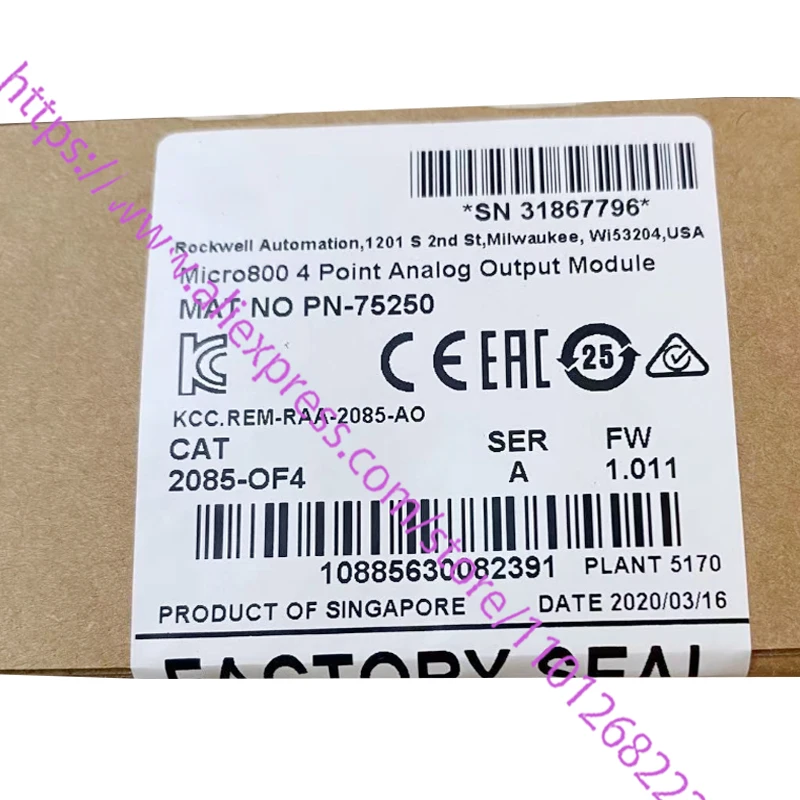 *SN 31867796*
Rockwell Automation,1201 S 2nd St,Milwaukee, Wi53204,USA
Micro800 4 Point Analog Output Module
MAT NO PN-75250
CE EAC 25
KCC.REM-RAA-2085-AO
CAT SER FW
2085-OF4 A 1.011
10885630082391 PLANT 5170
PRODUCT OF SINGAPORE DATE 2020/03/16
FACTORY SEAL
https://www.aliexpress.com/store/1101268222